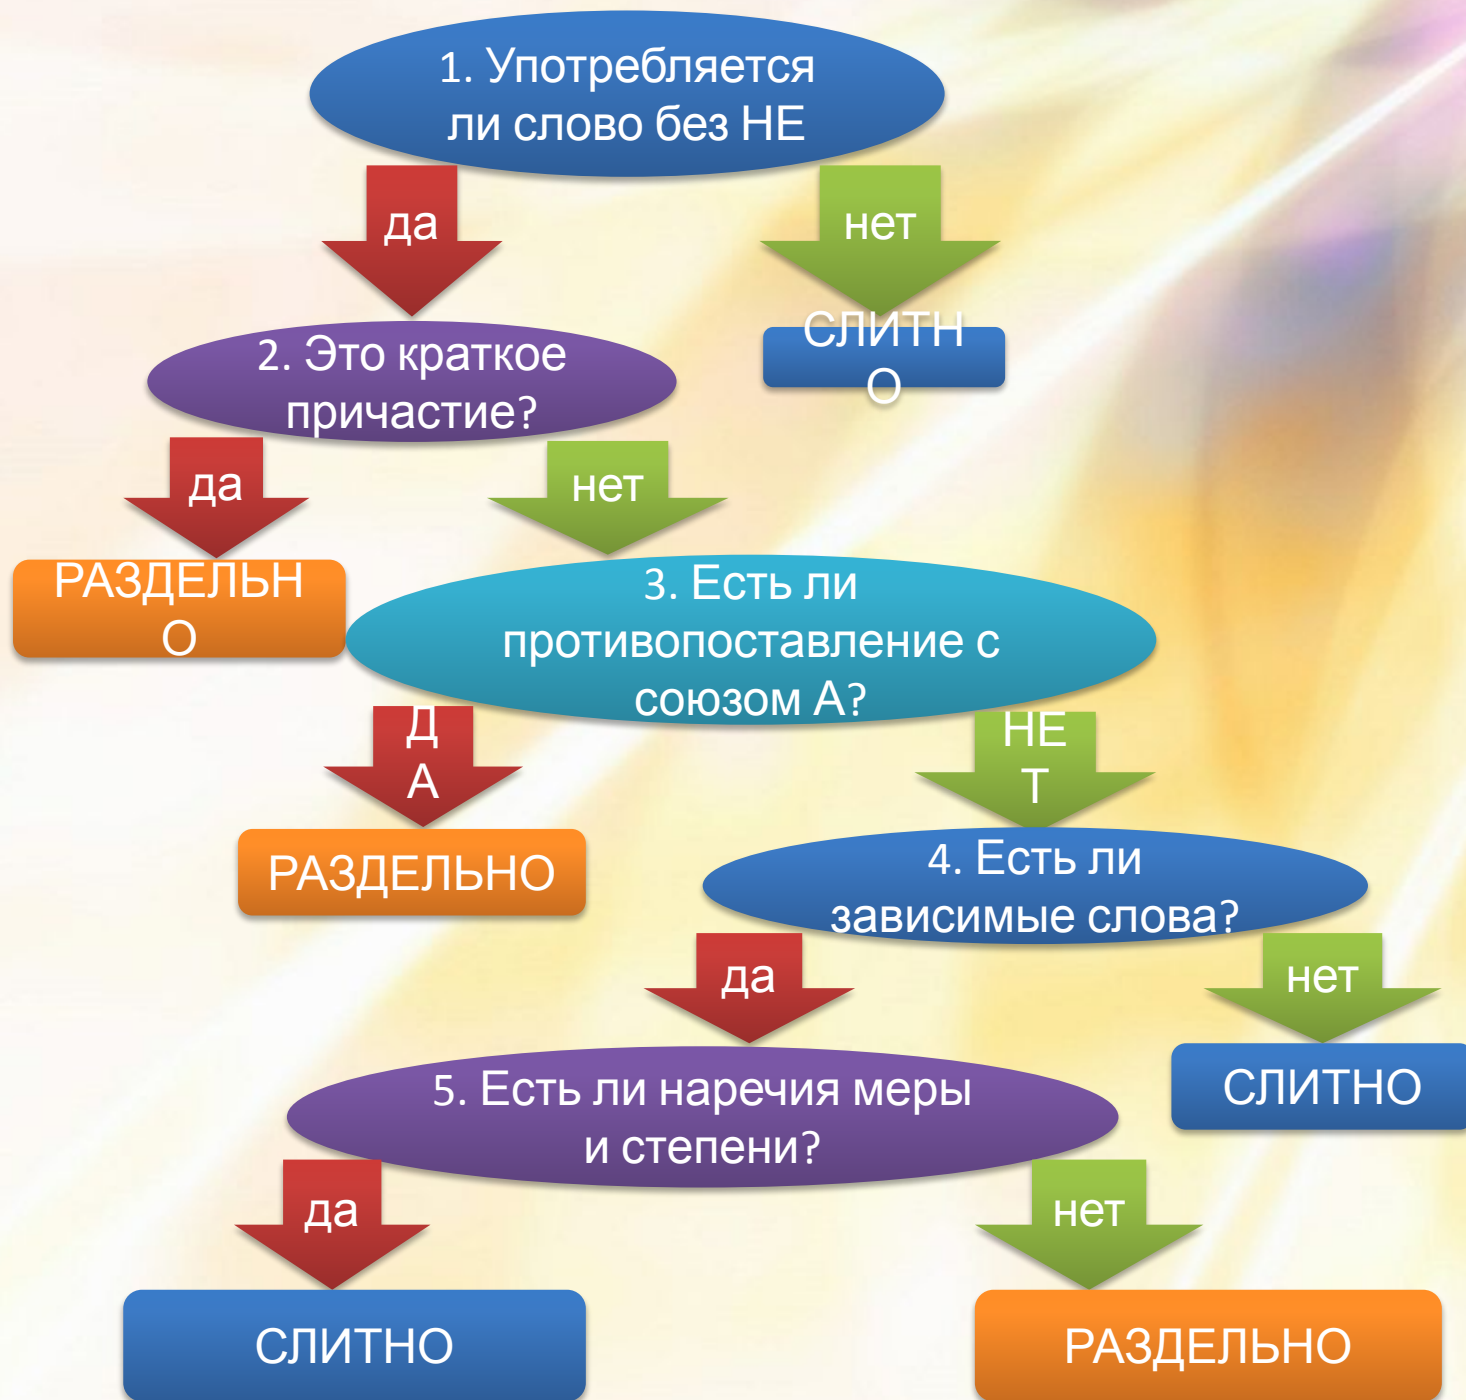 1. Употребляется
ли слово без НЕ
да
нет
СЛИТН
О
2. Это краткое
причастие?
да
нет
РАЗДЕЛЬН
О
3. Есть ли
противопоставление с
союзом А?
Д
А
НЕ
Т
РАЗДЕЛЬНО
4. Есть ли
зависимые слова?
да
нет
СЛИТНО
5. Есть ли наречия меры
и степени?
да
нет
СЛИТНО
РАЗДЕЛЬНО